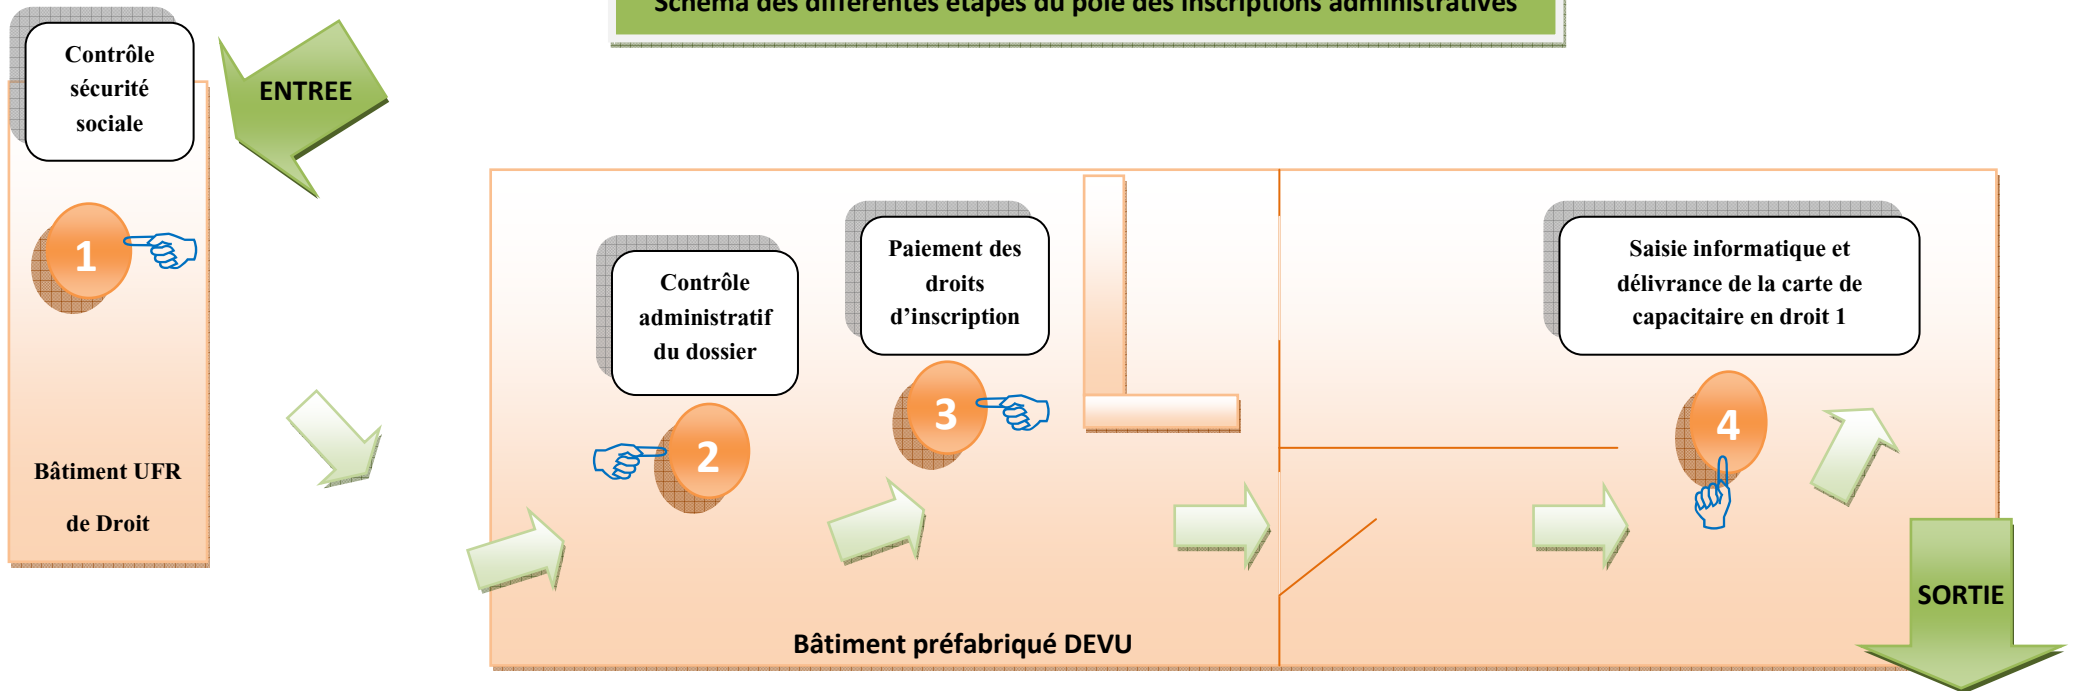 Schéma des différentes étapes du pôle des inscriptions administratives
Contrôle
sécurité
sociale
ENTREE
1
Bâtiment UFR
de Droit
Contrôle
administratif
du dossier
2
Paiement des
droits
d’inscription
3
Saisie informatique et
délivrance de la carte de
capacitaire en droit 1
4
SORTIE
Bâtiment préfabriqué DEVU